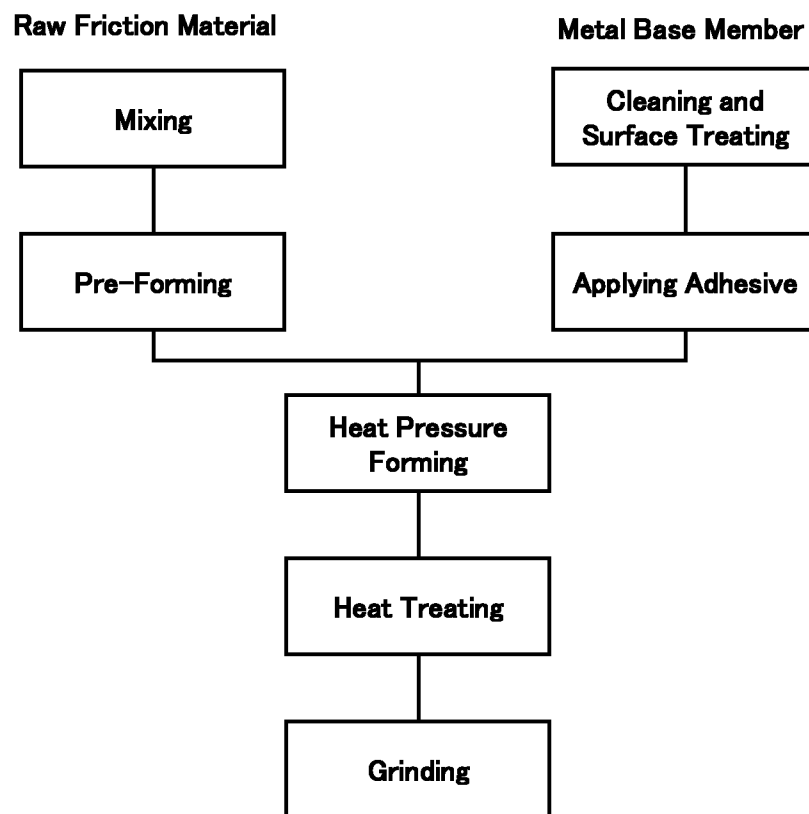 Raw Friction Material
Metal Base Member
Mixing
Cleaning and
Surface Treating
Pre-Forming
Applying Adhesive
Heat Pressure
Forming
Heat Treating
Grinding